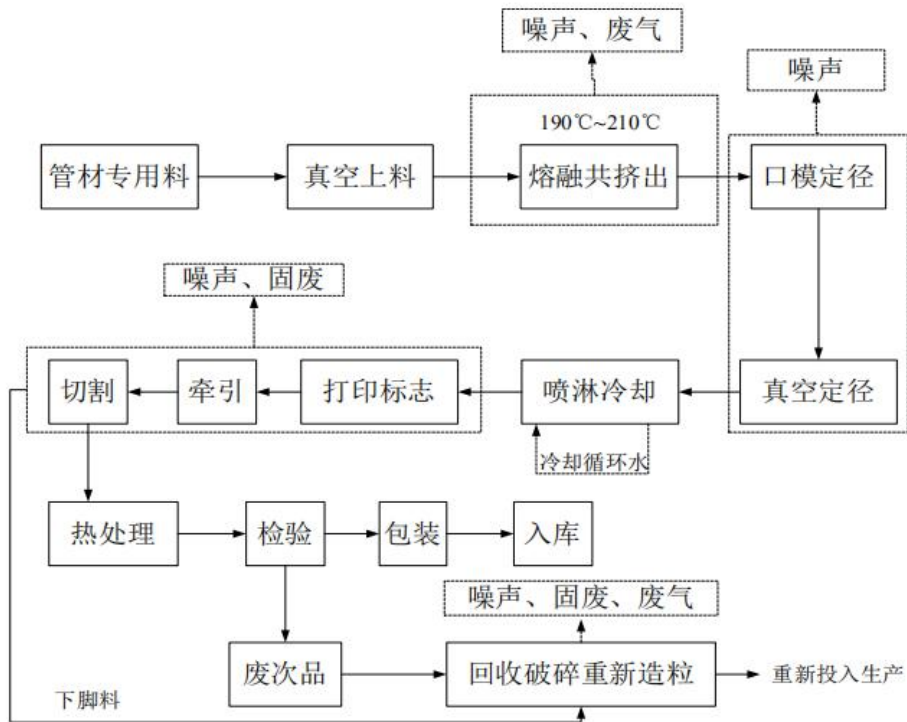 噪声、废气
噪声
190℃~210℃
管材专用料
真空上料
熔融共挤出
口模定径
噪声、固废
切割
牵引
打印标志
喷淋冷却
真空定径
冷却循环水
热处理
检验
包装
入库
噪声、固废、废气
废次品
回收破碎重新造粒
重新投入生产
下脚料